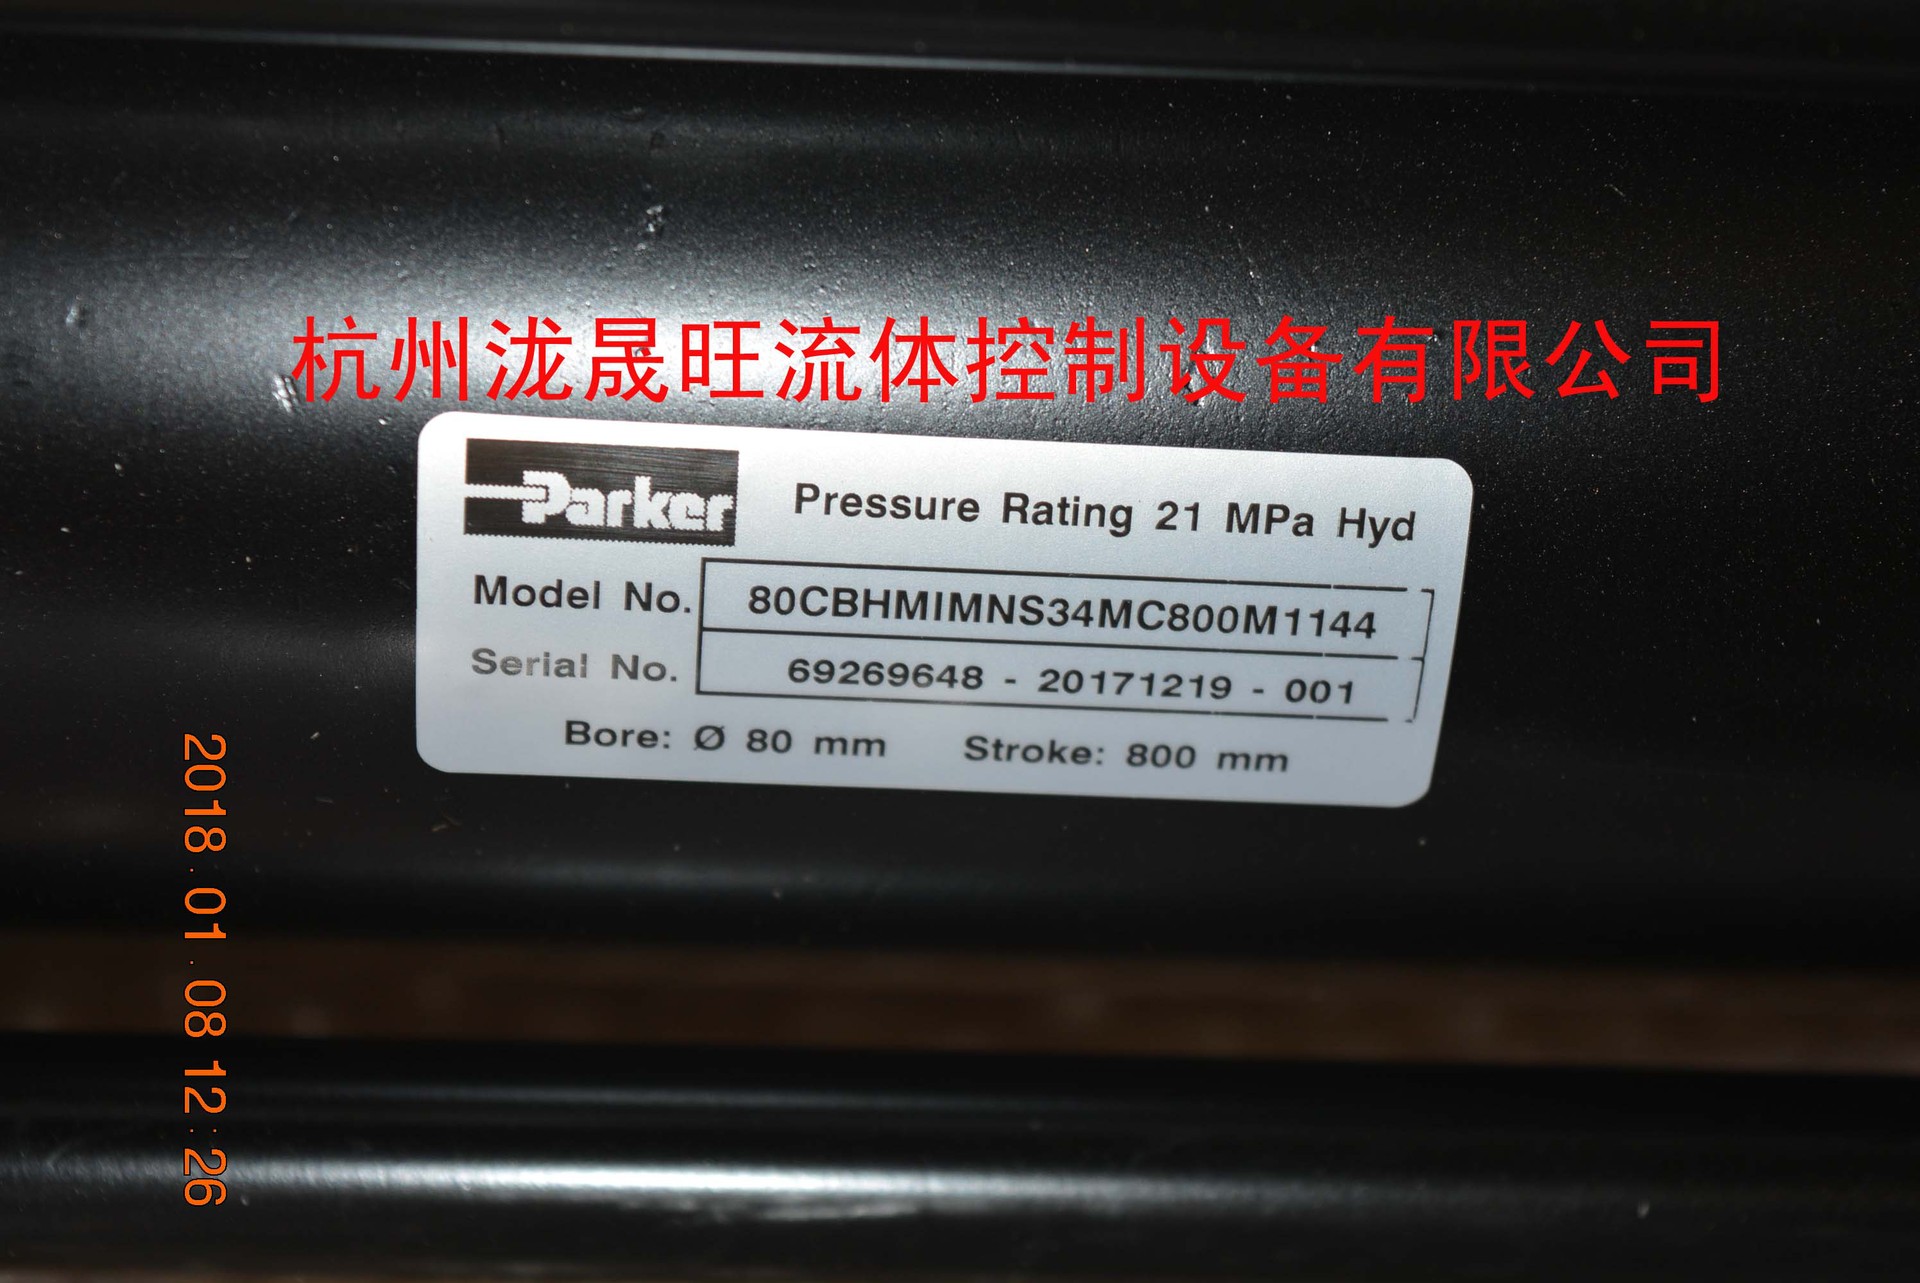 杭州泷晟旺流体控制设备有限公司
Parker
Pressure Rating 21 MPa Hyd
Model No. 80CBHMIMNS34MC800M1144
Serial No. 69269648 - 20171219 - 001
Bore: Ø 80 mm Stroke: 800 mm
2018.01.08 12:26